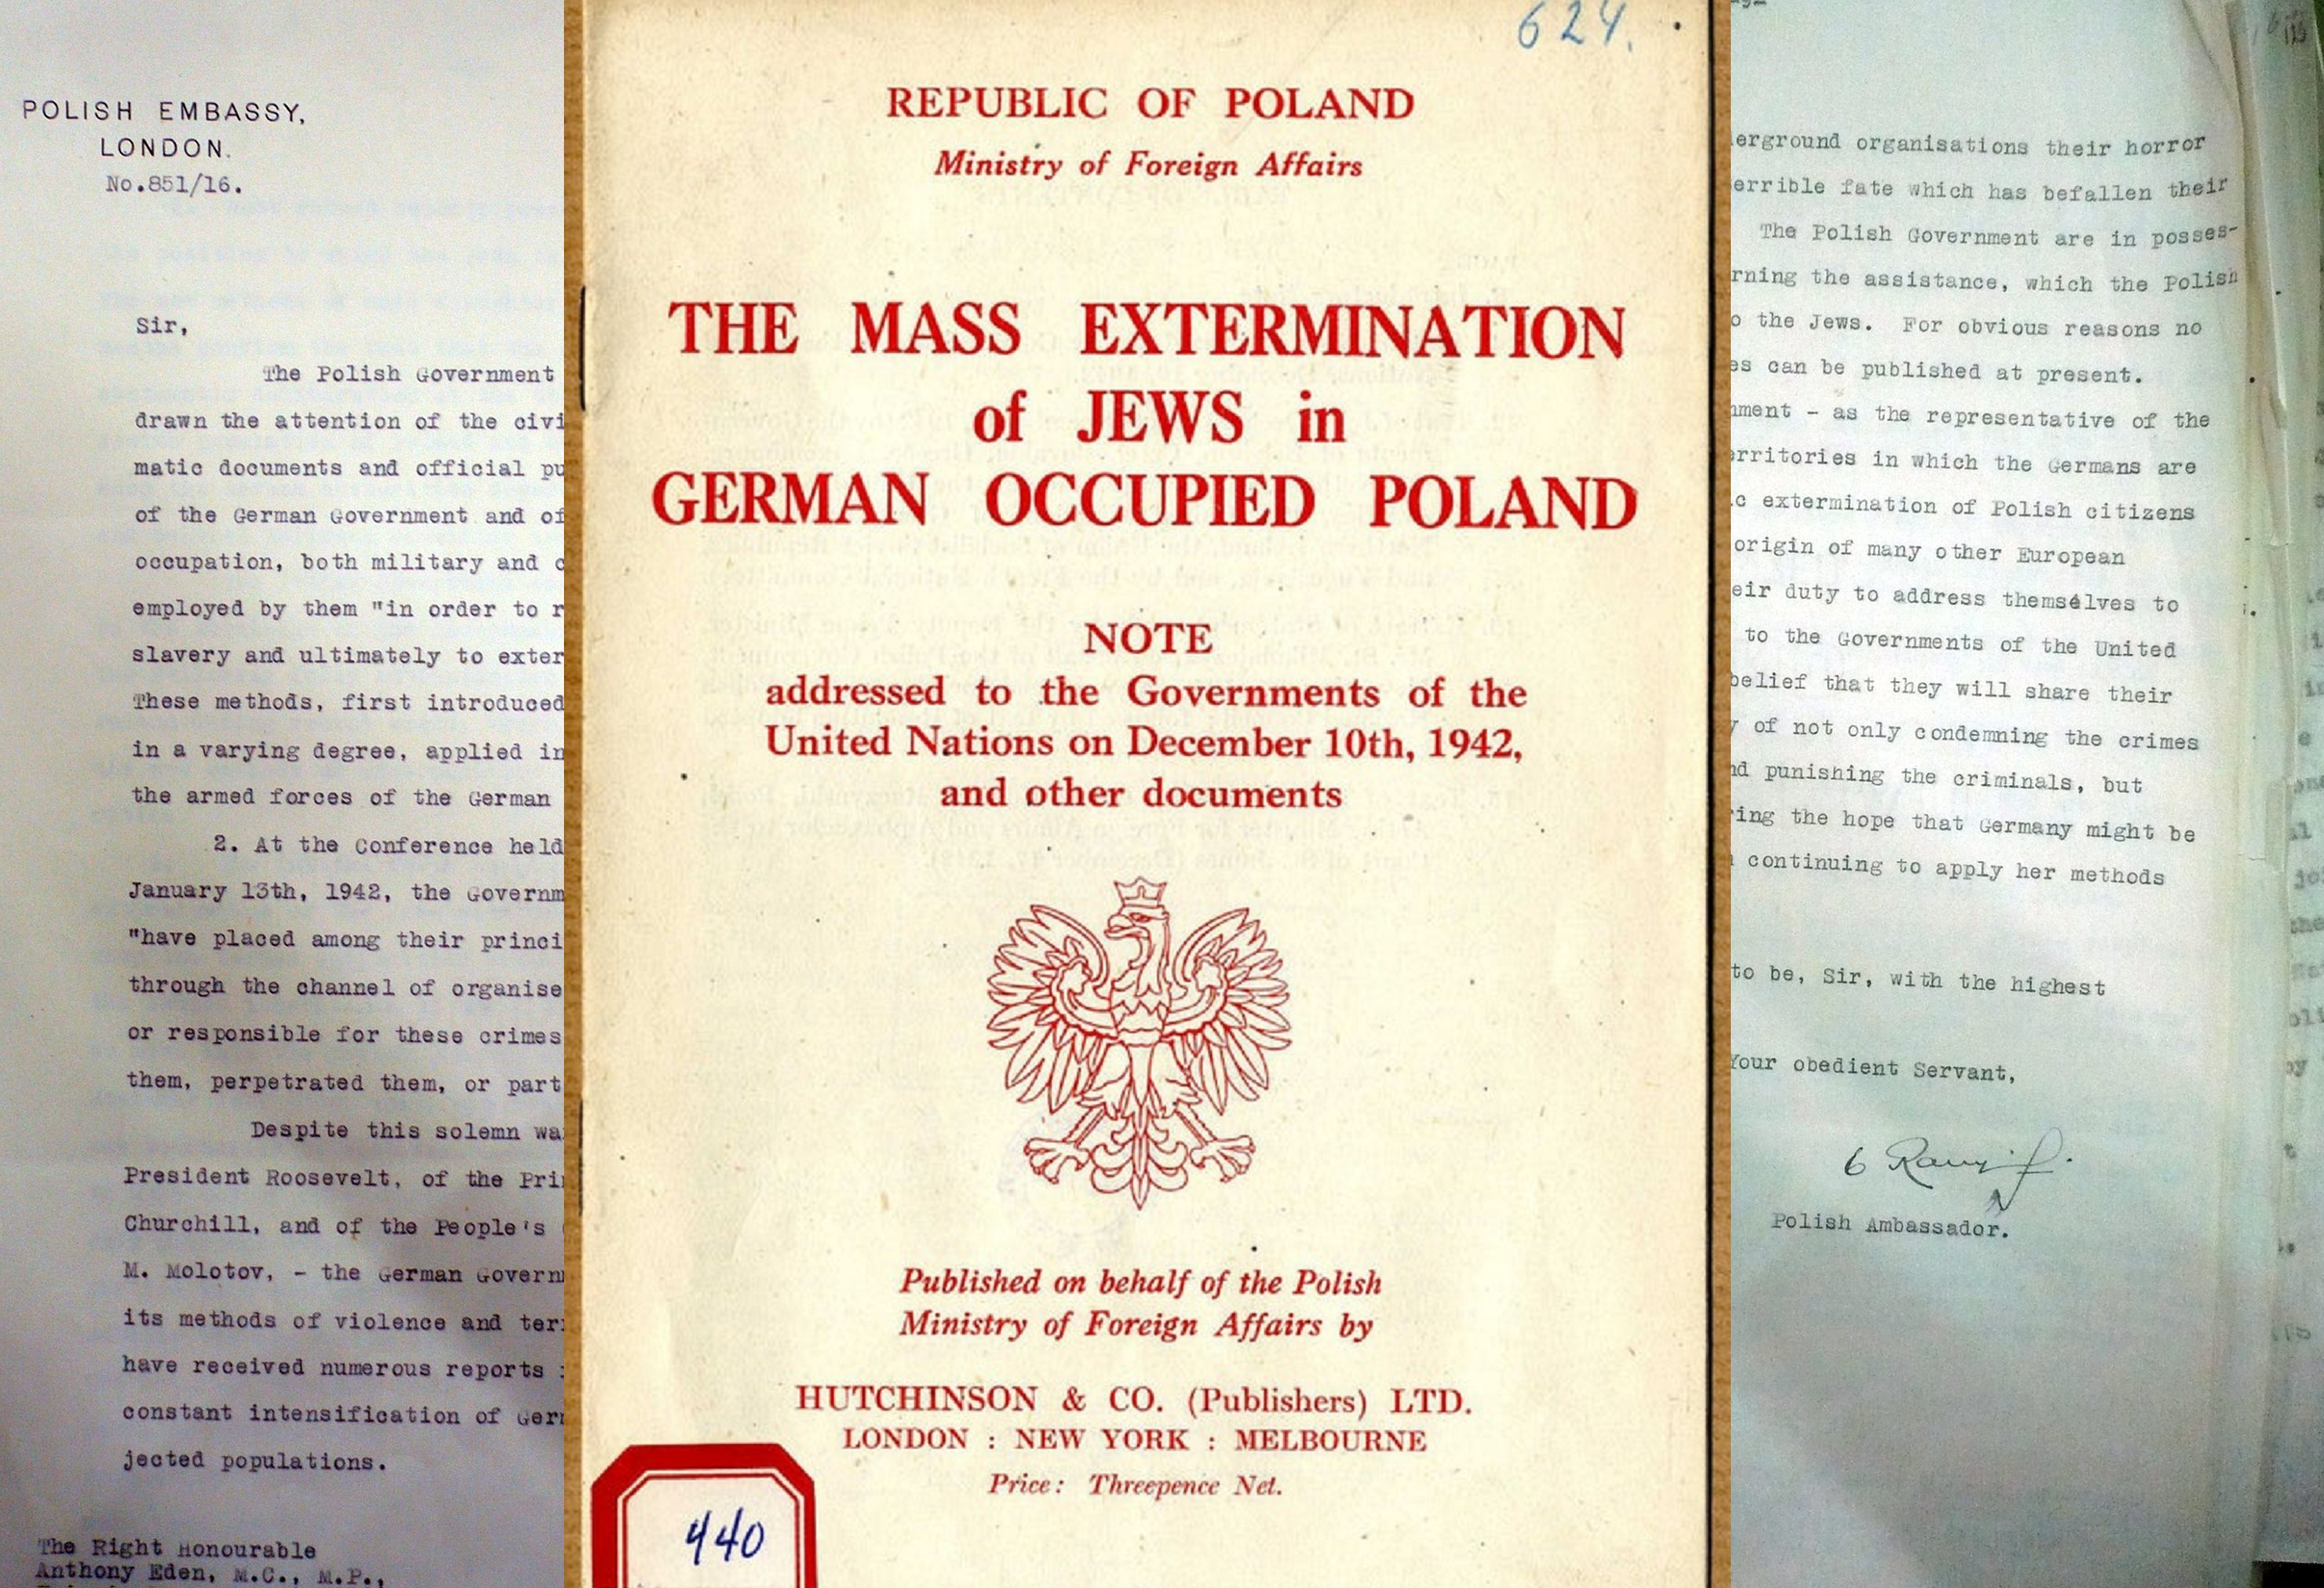 POLISH EMBASSY,
LONDON.
No.851/16.
Sir,
The Polish Government
drawn the attention of the civi
matic documents and official pu
of the German Government and of
occupation, both military and c
employed by them "in order to r
slavery and ultimately to exter
These methods, first introduced
in a varying degree, applied in
the armed forces of the German
2. At the Conference held
January 13th, 1942, the Governm
"have placed among their princi
through the channel of organise
or responsible for these crimes
them, perpetrated them, or part
Despite this solemn wa
President Roosevelt, of the Pri
Churchill, and of the People's
M. Molotov, - the German Govern
its methods of violence and ter
have received numerous reports
constant intensification of Ger
jected populations.
The Right Honourable
Anthony Eden, M.C., M.P.,
624.
REPUBLIC OF POLAND
Ministry of Foreign Affairs
THE MASS EXTERMINATION
of JEWS in
GERMAN OCCUPIED POLAND
NOTE
addressed to the Governments of the
United Nations on December 10th, 1942,
and other documents
Published on behalf of the Polish
Ministry of Foreign Affairs by
HUTCHINSON & CO. (Publishers) LTD.
LONDON : NEW YORK : MELBOURNE
Price: Threepence Net.
440
erground organisations their horror
errible fate which has befallen their
The Polish Government are in posses-
rning the assistance, which the Polish
o the Jews. For obvious reasons no
es can be published at present.
nment - as the representative of the
erritories in which the Germans are
c extermination of Polish citizens
origin of many other European
eir duty to address themselves to
to the Governments of the United
belief that they will share their
y of not only condemning the crimes
nd punishing the criminals, but
ring the hope that Germany might be
continuing to apply her methods
to be, Sir, with the highest
Your obedient Servant,
Polish Ambassador.